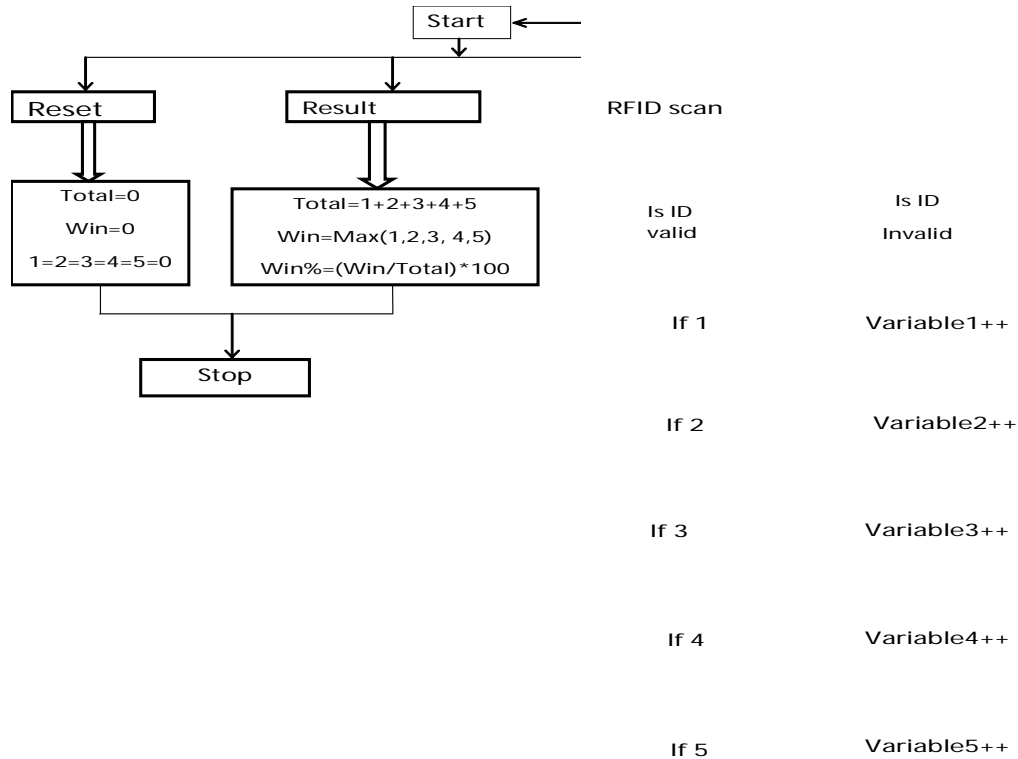 Start
Reset
Result
RFID scan
Total=0
Win=0
1=2=3=4=5=0
Total=1+2+3+4+5
Win=Max(1,2,3, 4,5)
Win%=(Win/Total)*100
Is ID
valid
Is ID
Invalid
Stop
If 1
Variable1++
If 2
Variable2++
If 3
Variable3++
If 4
Variable4++
If 5
Variable5++